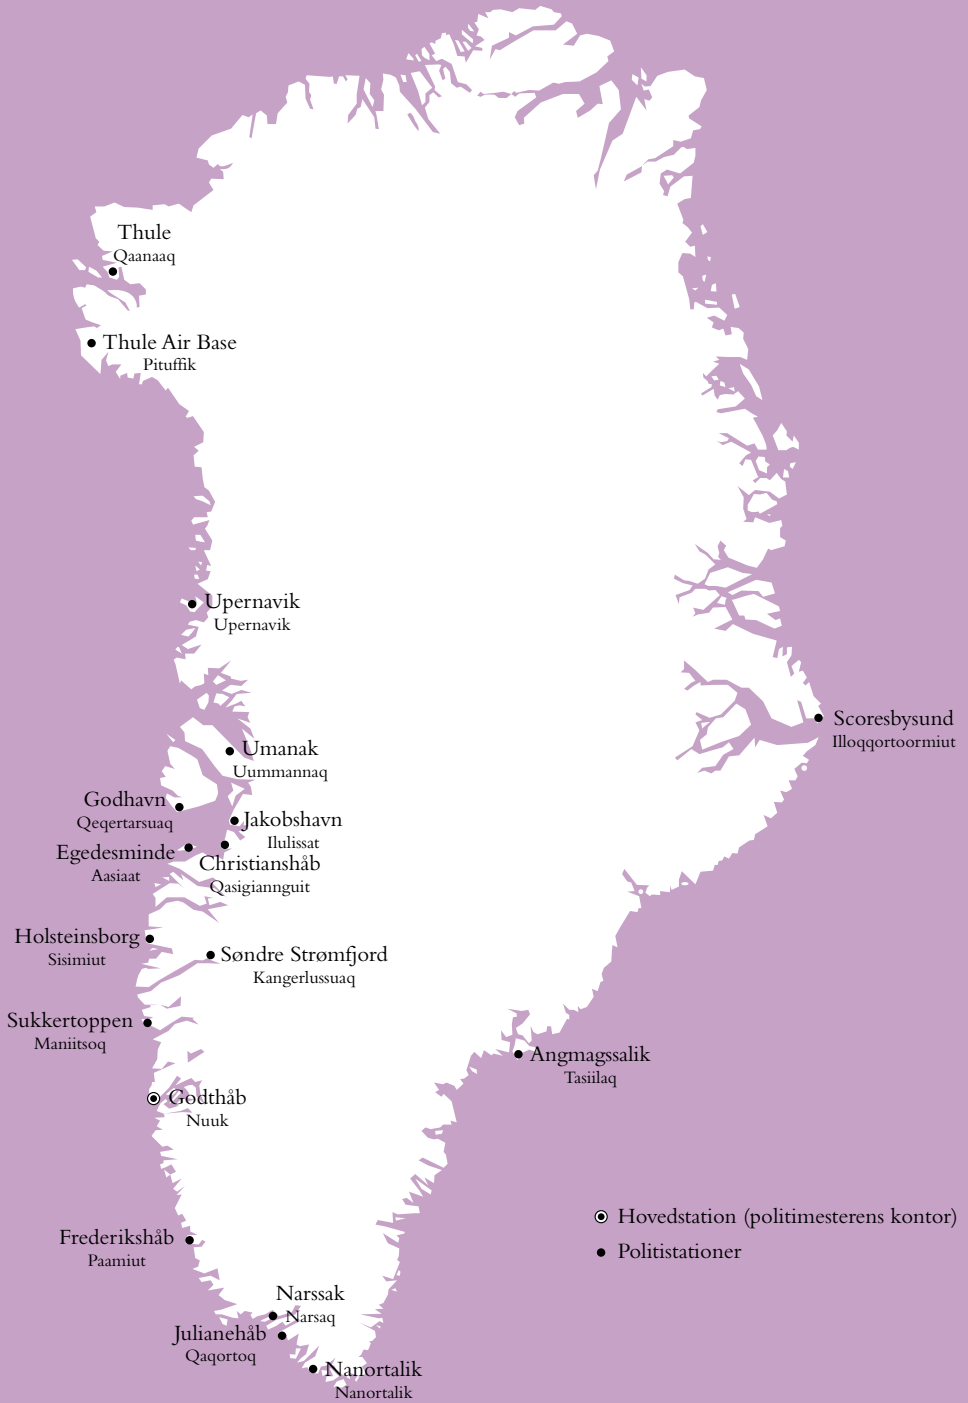 Thule
Qaanaaq
Thule Air Base
Pituffik
Upernavik
Upernavik
Scoresbysund
Illoqqortoormiut
Umanak
Uummannaq
Godhavn
Qeqertarsuaq
Jakobshavn
Ilulissat
Egedesminde
Aasiaat
Christianshåb
Qasigiannguit
Holsteinsborg
Sisimiut
Søndre Strømfjord
Kangerlussuaq
Sukkertoppen
Maniitsoq
Angmagssalik
Tasiilaq
Godthåb
Nuuk
Hovedstation (politimesterens kontor)
Politistationer
Frederikshåb
Paamiut
Narssak
Narsaq
Julianehåb
Qaqortoq
Nanortalik
Nanortalik